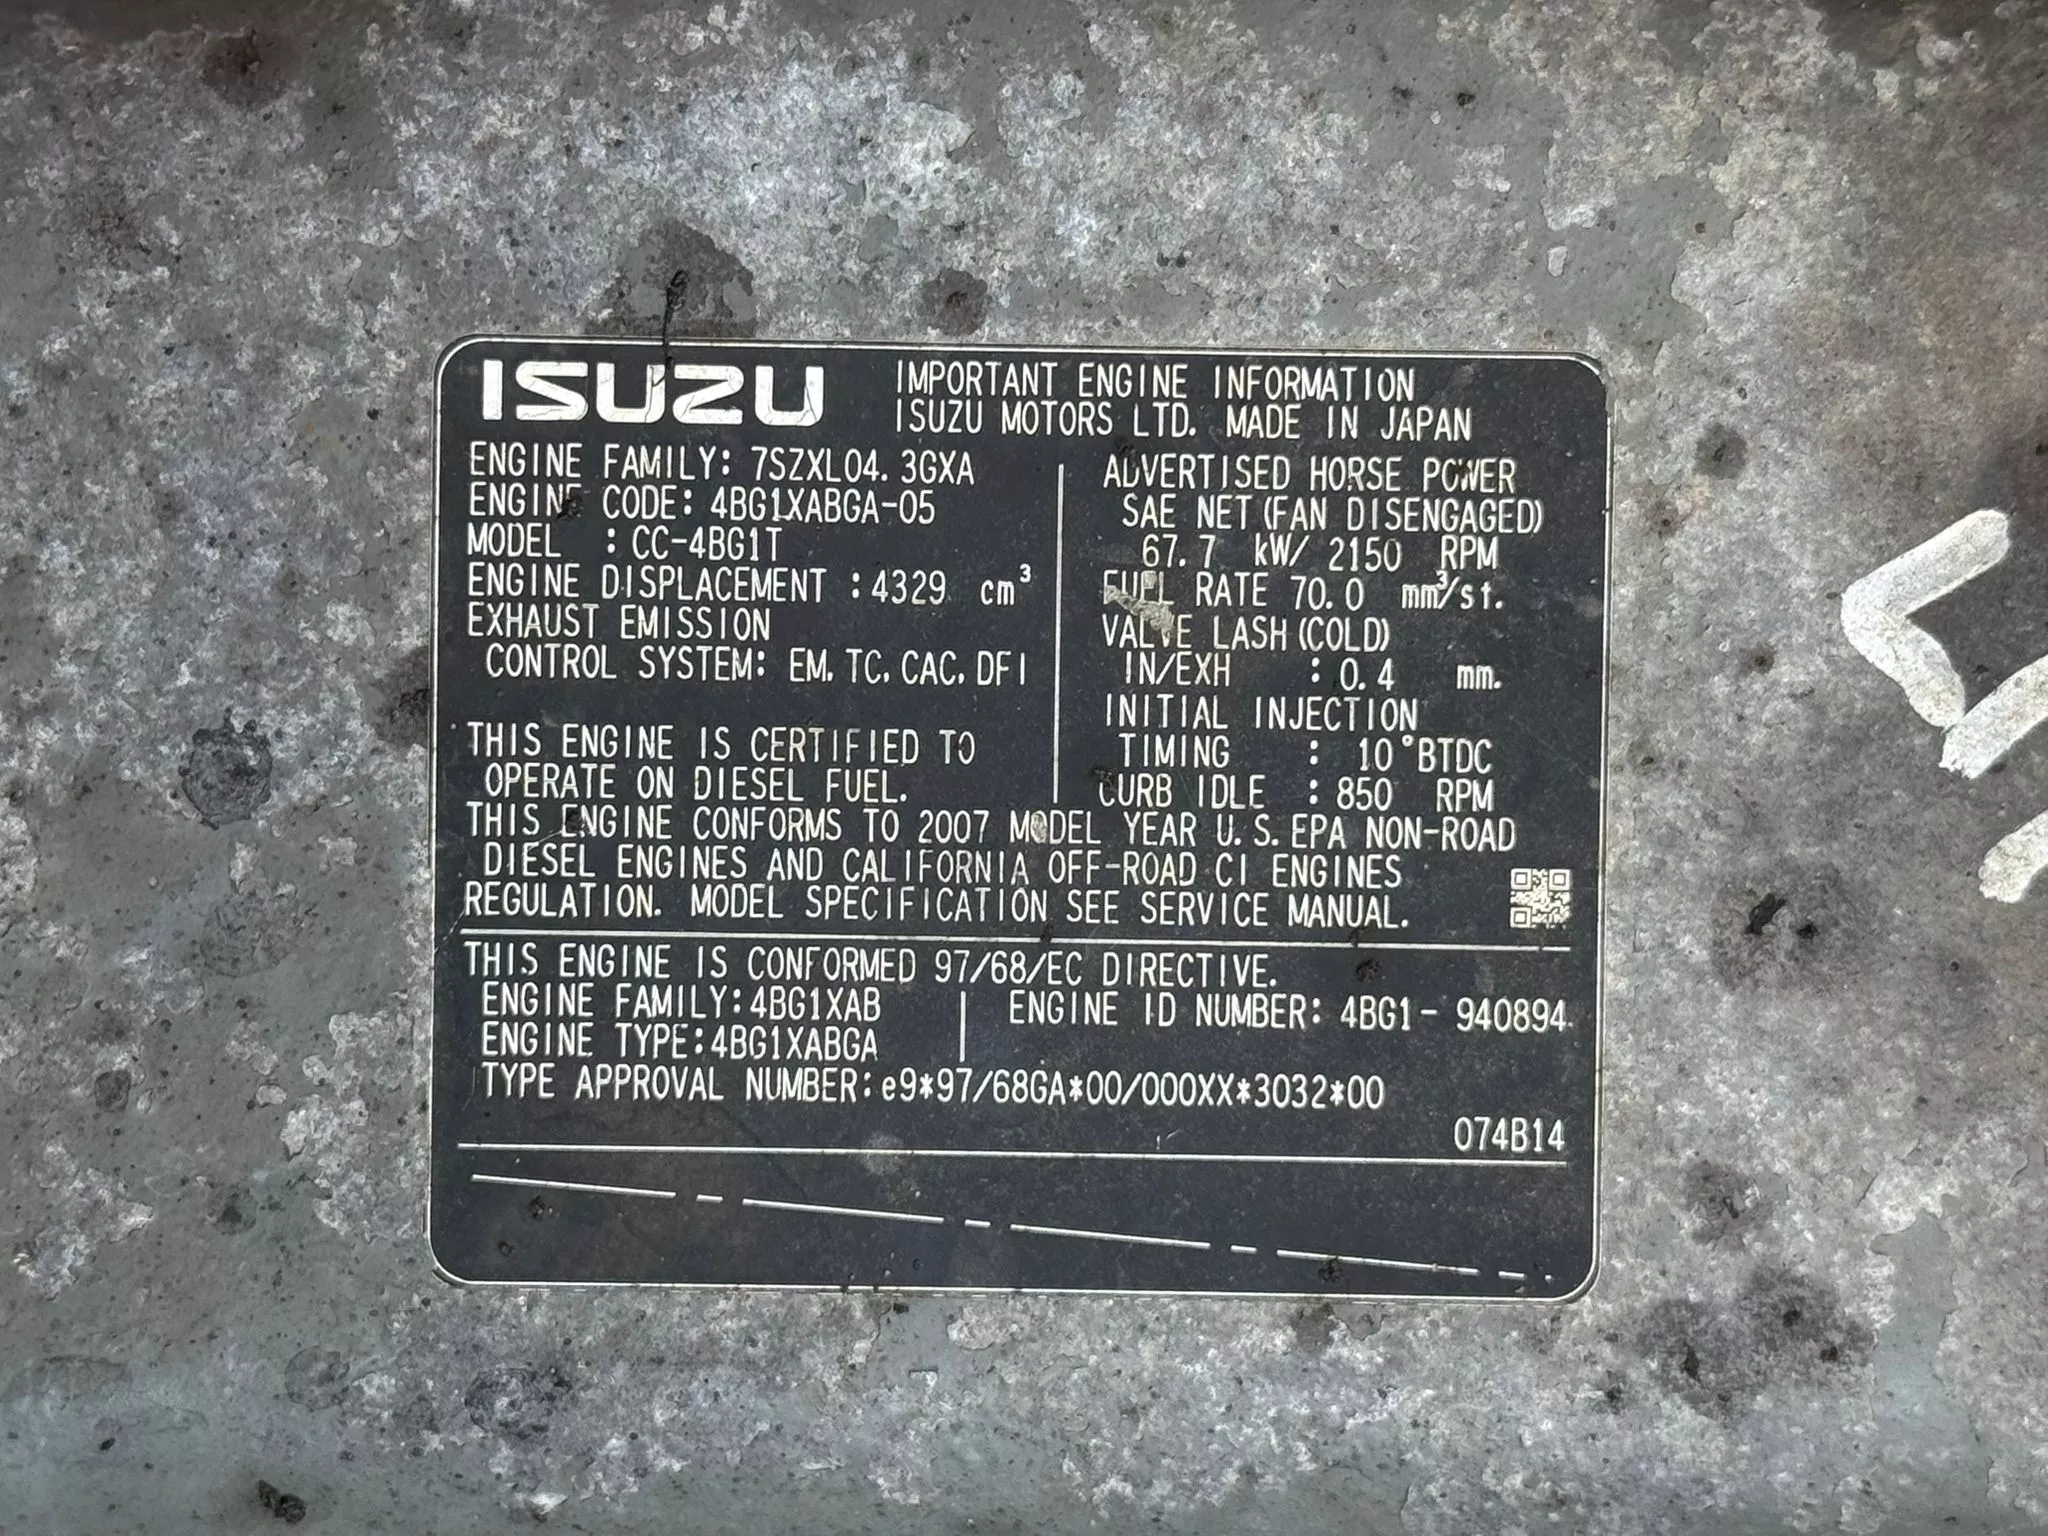 ISUZU
IMPORTANT ENGINE INFORMATION
ISUZU MOTORS LTD. MADE IN JAPAN
ENGINE FAMILY: 7SZXL04.3GXA
ENGINE CODE: 4BG1XABGA-05
MODEL : CC-4BG1T
ENGINE DISPLACEMENT :4329 cm³
EXHAUST EMISSION
CONTROL SYSTEM: EM, TC, CAC, DFI
THIS ENGINE IS CERTIFIED TO
OPERATE ON DIESEL FUEL.
ADVERTISED HORSE POWER
SAE NET (FAN DISENGAGED)
67.7 kW/ 2150 RPM
FUEL RATE 70.0 mm³/st.
VALVE LASH (COLD)
IN/EXH : 0.4 mm.
INITIAL INJECTION
TIMING : 10°BTDC
CURB IDLE : 850 RPM
THIS ENGINE CONFORMS TO 2007 MODEL YEAR U.S. EPA NON-ROAD
DIESEL ENGINES AND CALIFORNIA OFF-ROAD CI ENGINES
REGULATION. MODEL SPECIFICATION SEE SERVICE MANUAL.
THIS ENGINE IS CONFORMED 97/68/EC DIRECTIVE.
ENGINE FAMILY: 4BG1XAB
ENGINE TYPE: 4BG1XABGA
ENGINE ID NUMBER: 4BG1- 940894
TYPE APPROVAL NUMBER: e9*97/68GA*00/000XX*3032*00
074B14